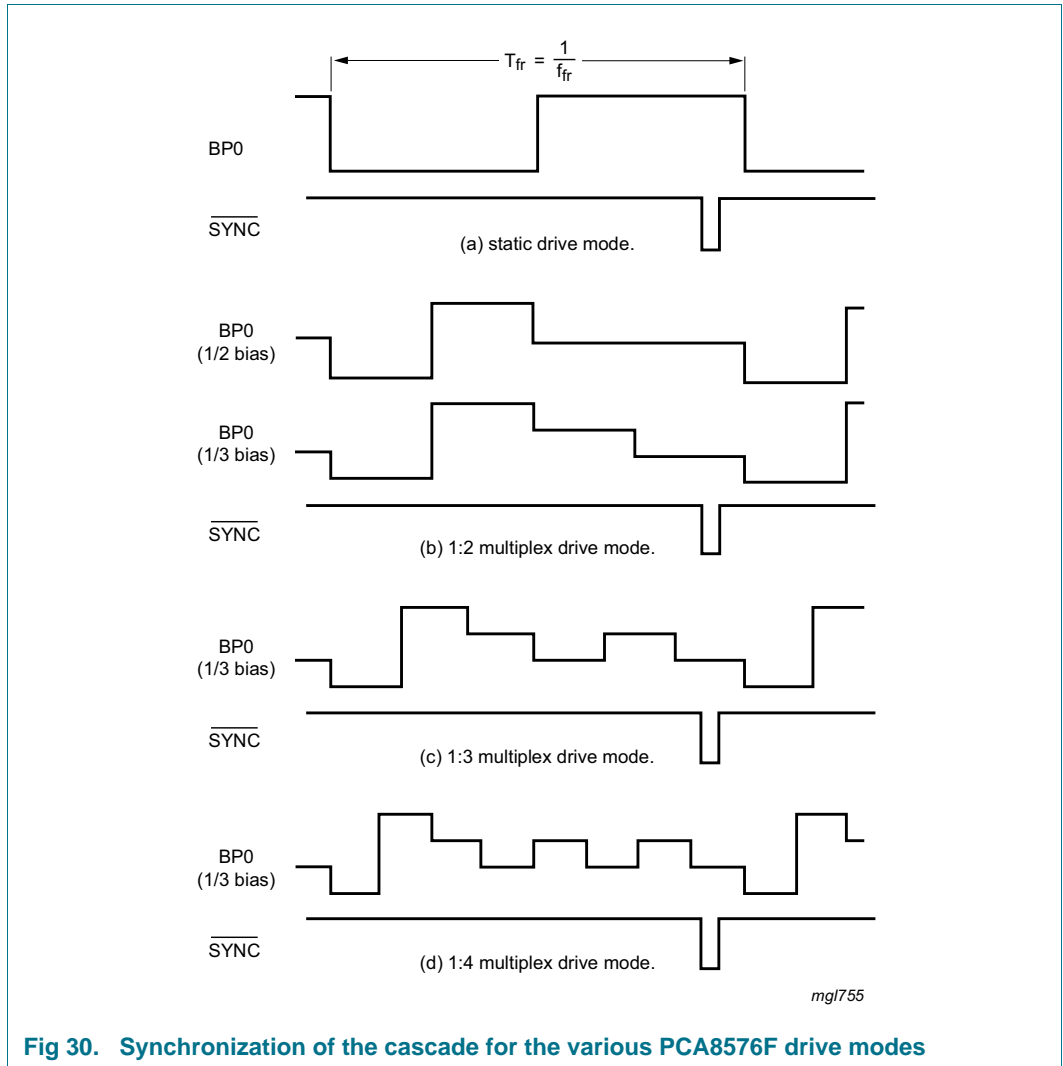 T_fr = 1/f_fr
BP0
SYNC
(a) static drive mode.
BP0
(1/2 bias)
BP0
(1/3 bias)
SYNC
(b) 1:2 multiplex drive mode.
BP0
(1/3 bias)
SYNC
(c) 1:3 multiplex drive mode.
BP0
(1/3 bias)
SYNC
(d) 1:4 multiplex drive mode.
mgl755
Fig 30. Synchronization of the cascade for the various PCA8576F drive modes